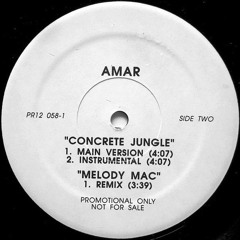 AMAR
PR12 058-1
SIDE TWO
"CONCRETE JUNGLE"
1. MAIN VERSION (4:07)
2. INSTRUMENTAL (4:07)
"MELODY MAC"
1. REMIX (3:39)
PROMOTIONAL ONLY
NOT FOR SALE